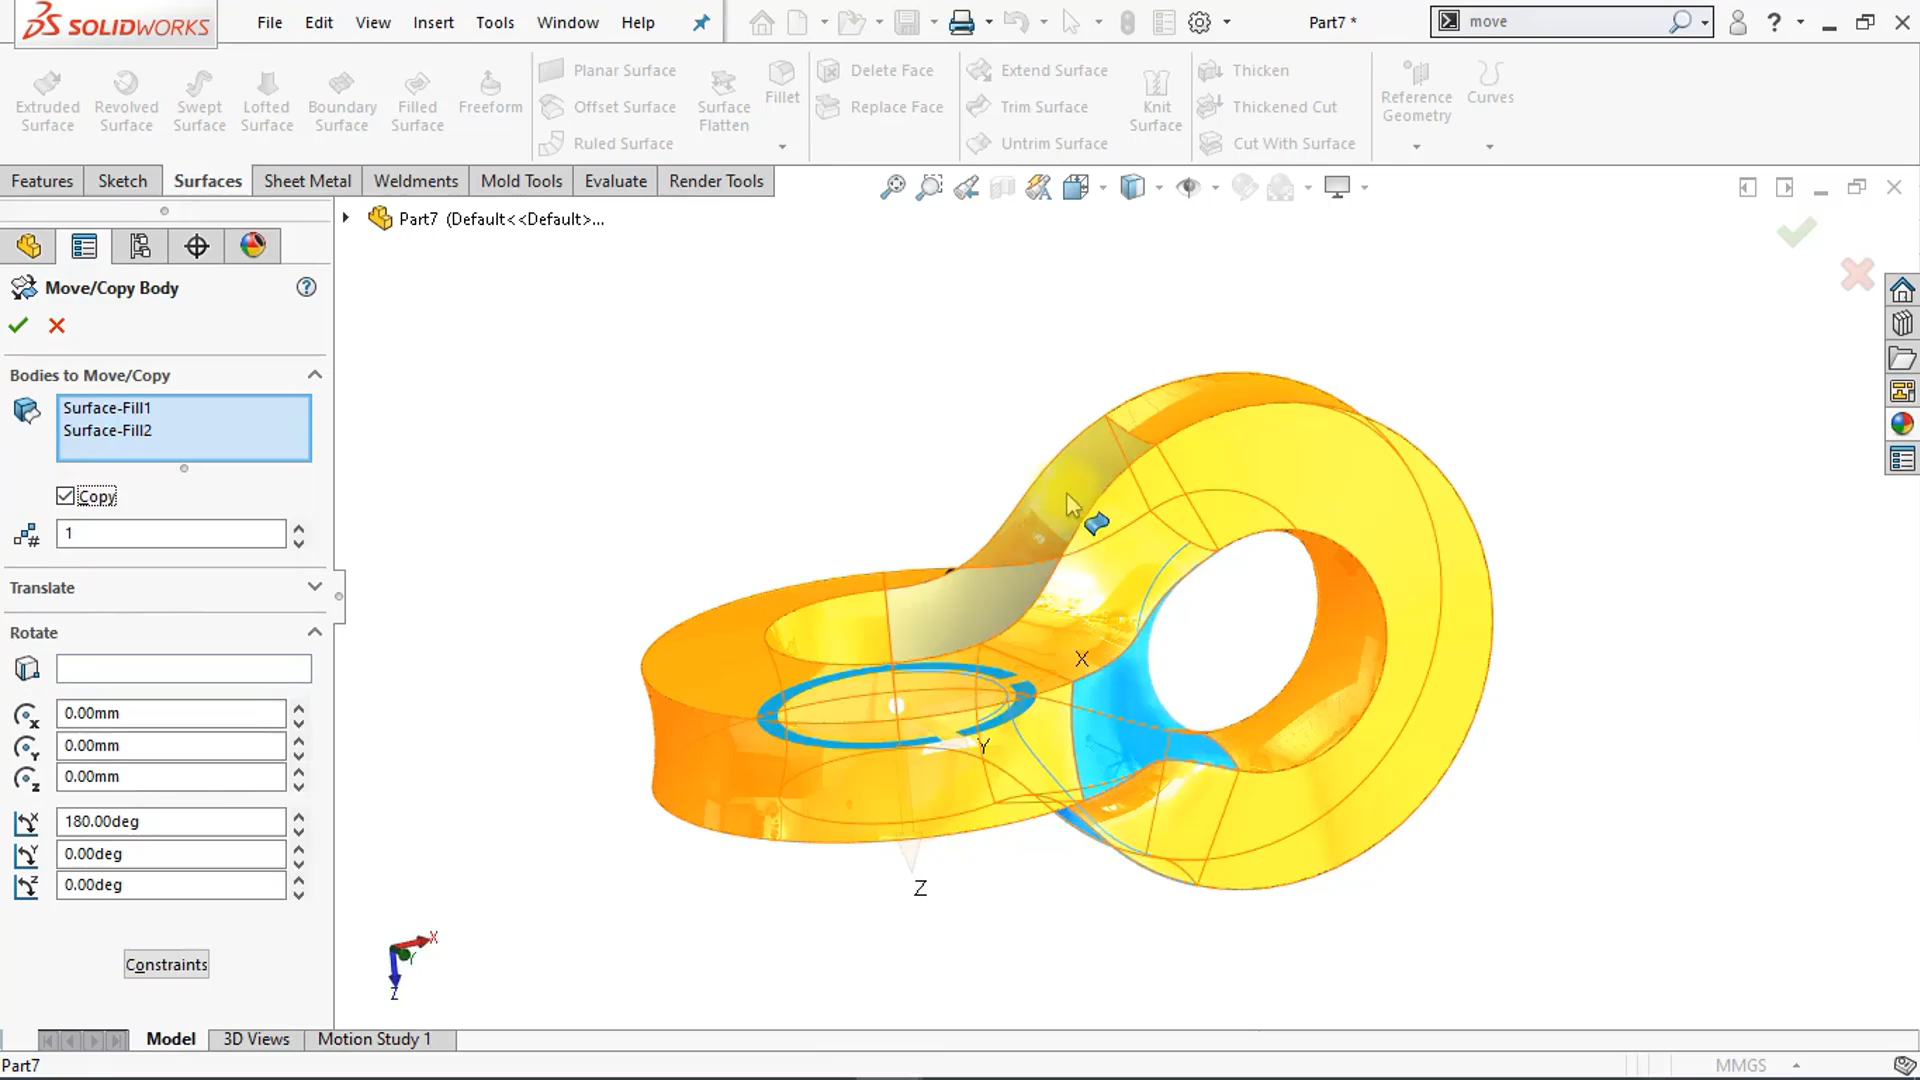 SOLIDWORKS File Edit View Insert Tools Window Help Part7 * move ?
Extruded Surface
Revolved Surface
Swept Surface
Lofted Surface
Boundary Surface
Filled Surface
Freeform
Planar Surface
Offset Surface
Ruled Surface
Surface Flatten
Fillet
Delete Face
Replace Face
Extend Surface
Trim Surface
Untrim Surface
Knit Surface
Thicken
Thickened Cut
Cut With Surface
Reference Geometry
Curves
Features Sketch Surfaces Sheet Metal Weldments Mold Tools Evaluate Render Tools
Part7 (Default<<Default>...
Move/Copy Body ?
Bodies to Move/Copy
Surface-Fill1
Surface-Fill2
Copy
# 1
Translate
Rotate
x 0.00mm
Y 0.00mm
z 0.00mm
X 180.00deg
Y 0.00deg
Z 0.00deg
Constraints
X
Y
Z
X
Y
Z
Model 3D Views Motion Study 1
Part7 MMGS